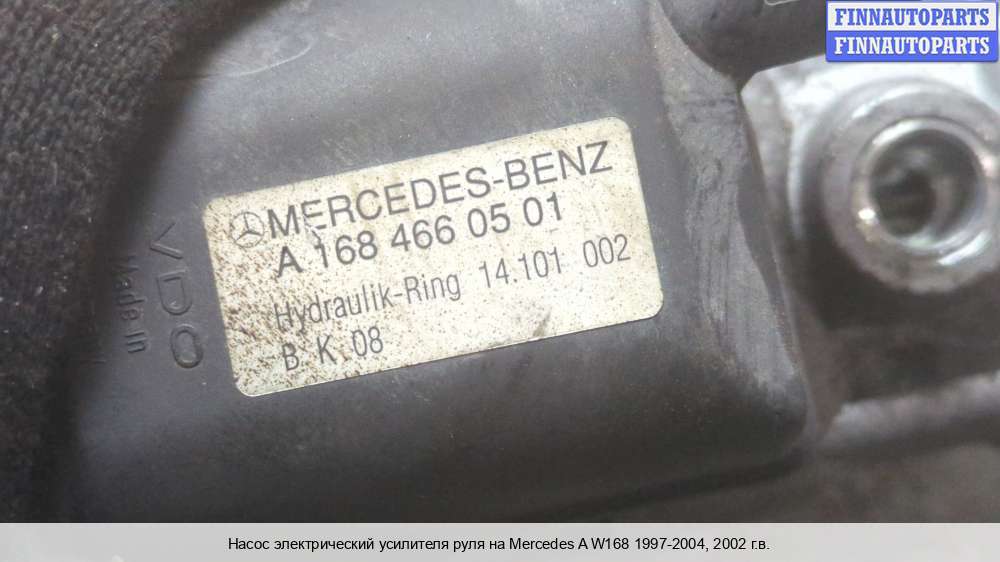 FINNAUTOPARTS
FINNAUTOPARTS
MERCEDES-BENZ
A 168 466 05 01
Hydraulik-Ring 14.101 002
B K 08
VDO
Made in
Насос электрический усилителя руля на Mercedes A W168 1997-2004, 2002 г.в.